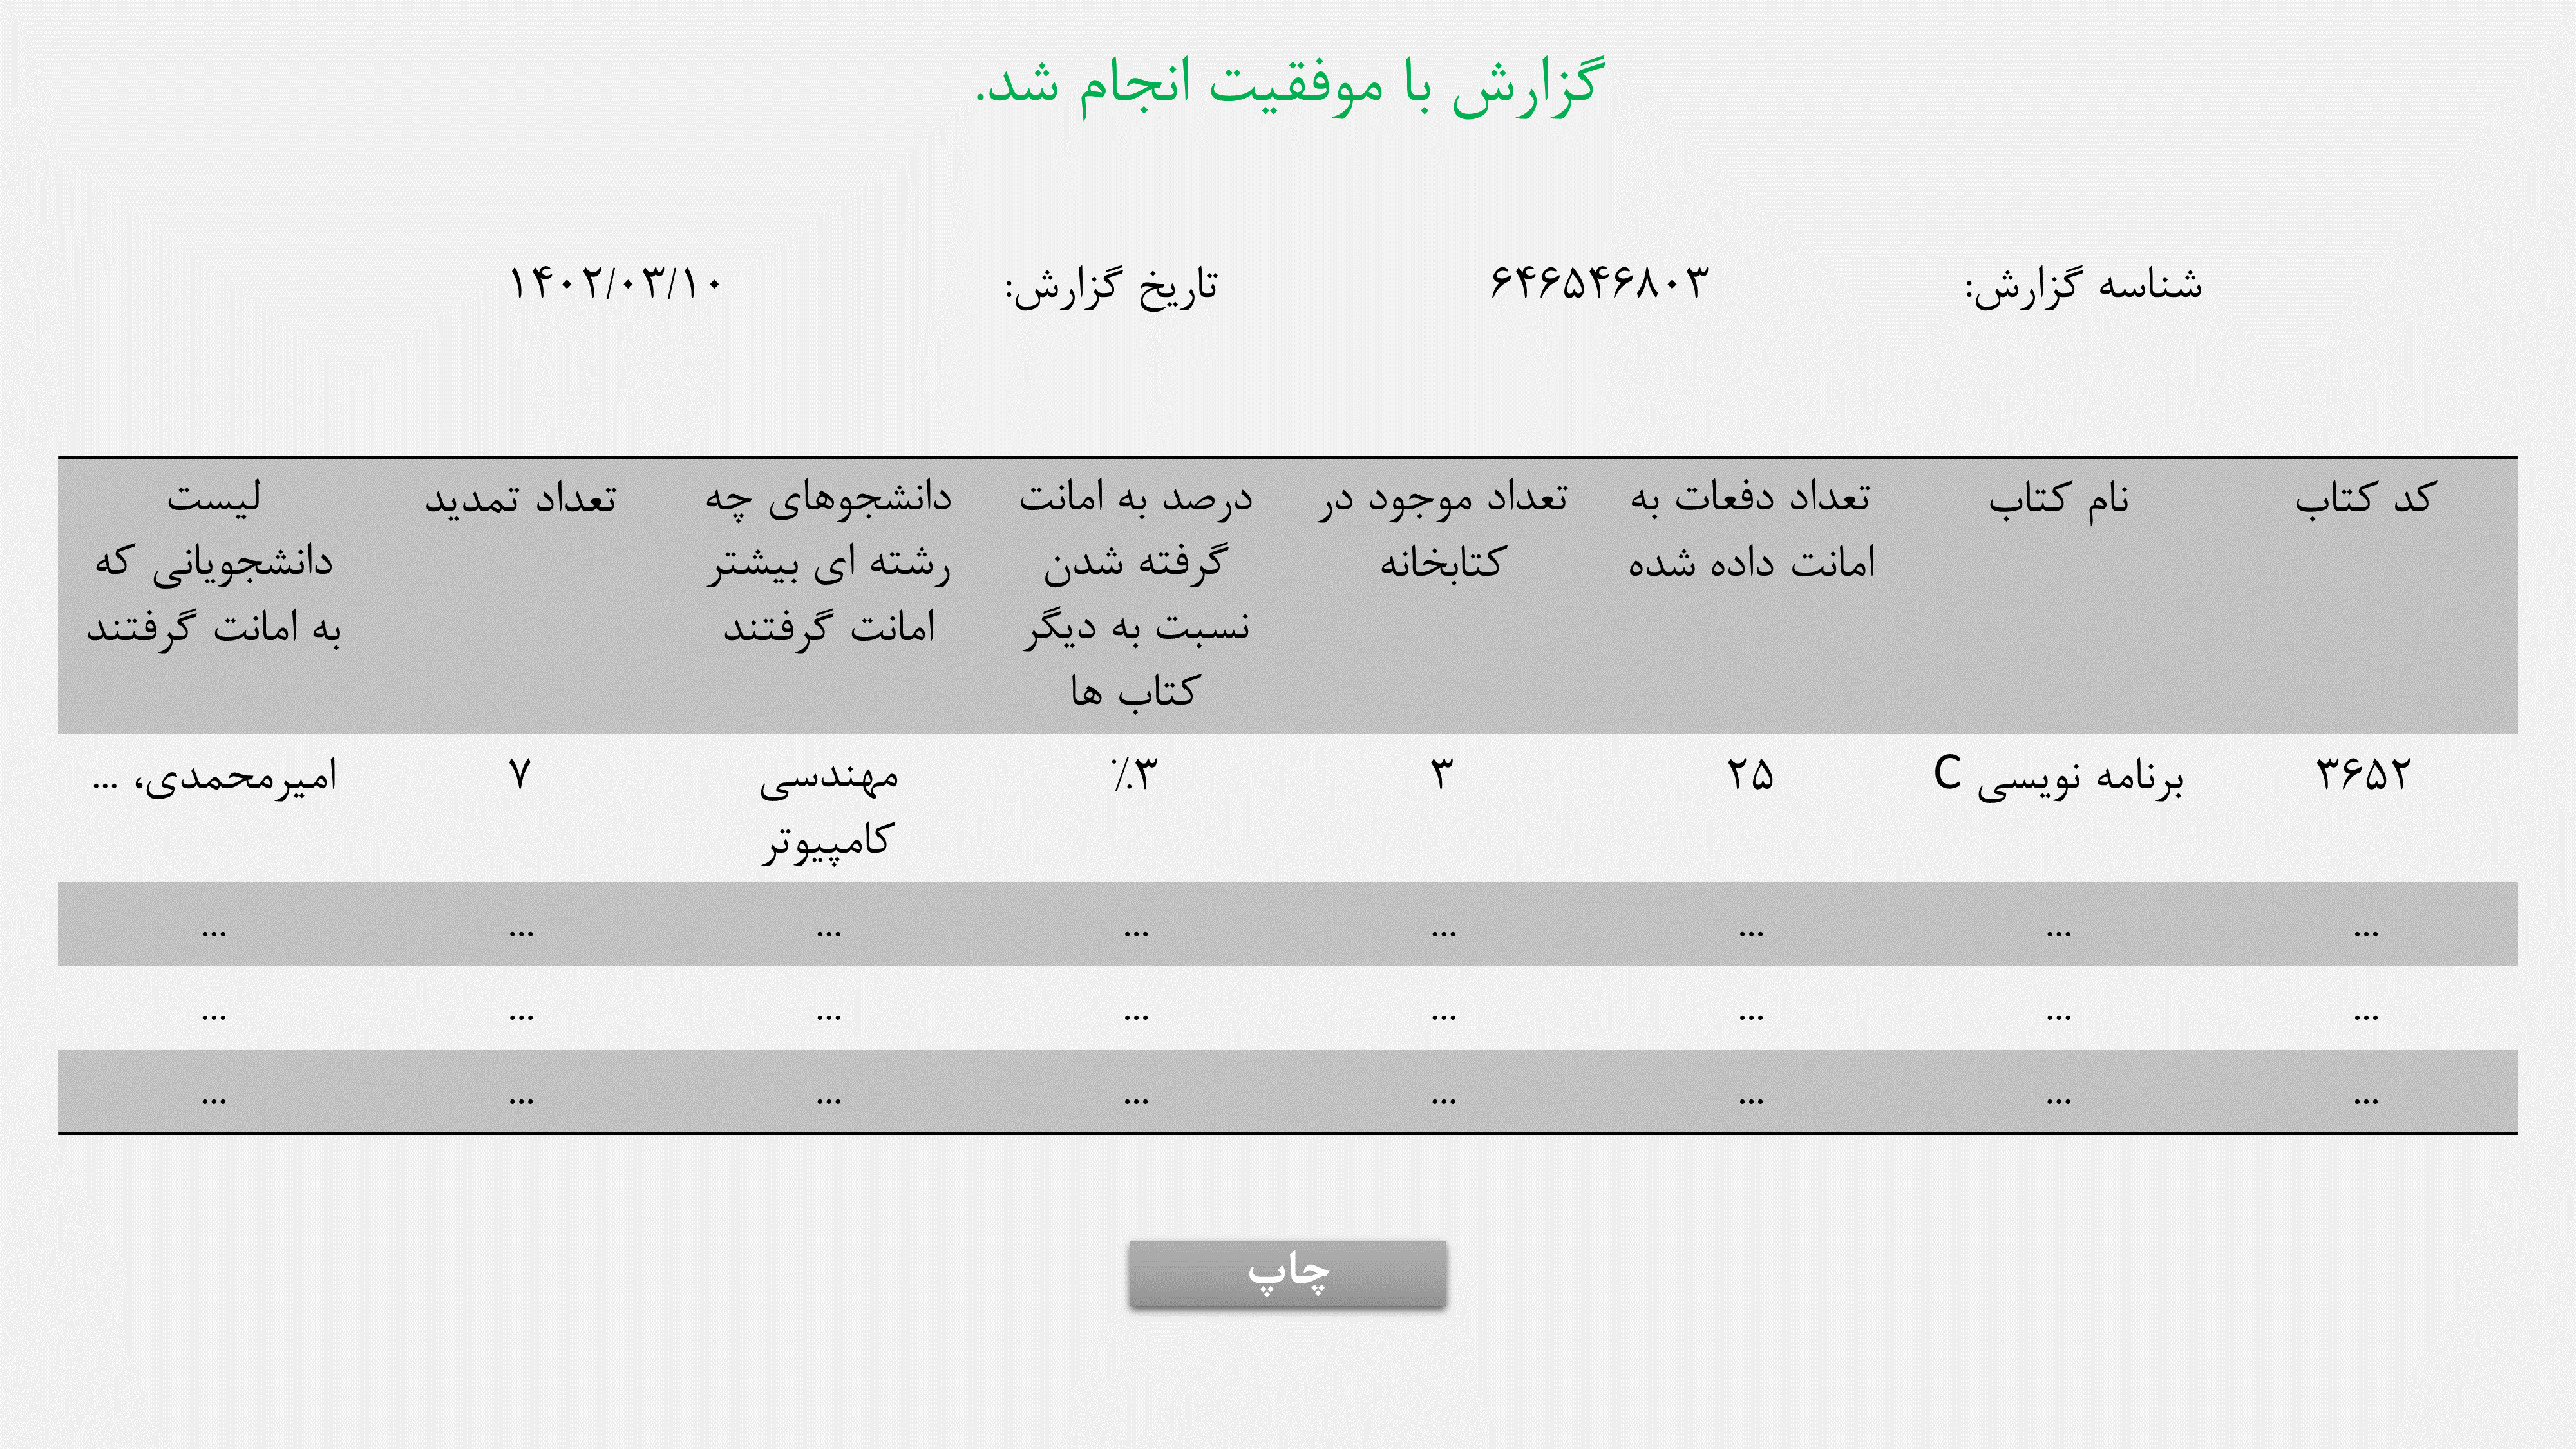 گزارش با موفقیت انجام شد.
شناسه گزارش: ۶۴۶۵۴۶۸۰۳ تاریخ گزارش: ۱۴۰۲/۰۳/۱۰
کد کتاب
نام کتاب
تعداد دفعات به
امانت داده شده
تعداد موجود در
کتابخانه
درصد به امانت
گرفته شدن
نسبت به دیگر
کتاب ها
دانشجوهای چه
رشته ای بیشتر
امانت گرفتند
تعداد تمدید
لیست
دانشجویانی که
به امانت گرفتند
۳۶۵۲
برنامه نویسی C
۲۵
۳
۳٪
مهندسی
کامپیوتر
۷
امیرمحمدی، ...
... ... ... ... ... ... ... ...
... ... ... ... ... ... ... ...
... ... ... ... ... ... ... ...
چاپ